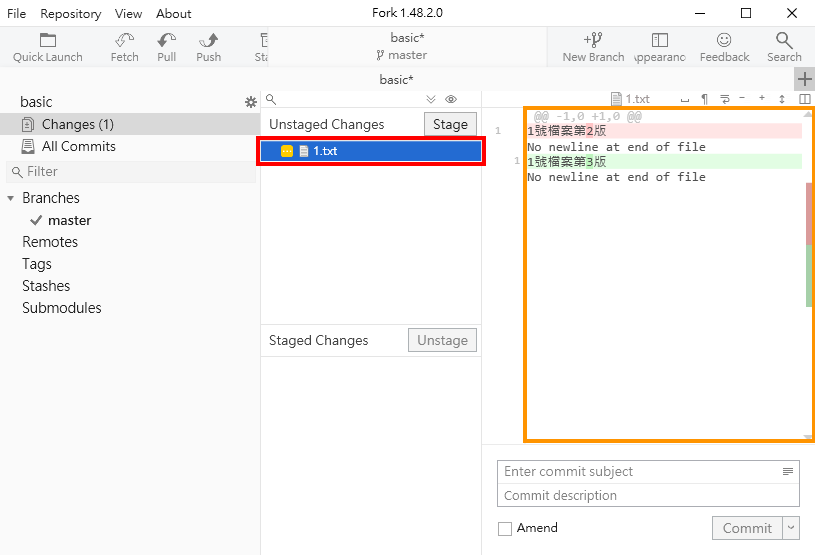 File Repository View About Fork 1.48.2.0
Quick Launch Fetch Pull Push Sta basic* master New Branch Appearance Feedback Search
basic*
basic
Changes (1)
All Commits
Filter
Branches
master
Remotes
Tags
Stashes
Submodules
Unstaged Changes Stage
1.txt
Staged Changes Unstage
1.txt
@@ -1,0 +1,0 @@
1 1號檔案第2版
No newline at end of file
1 1號檔案第3版
No newline at end of file
Enter commit subject
Commit description
Amend Commit